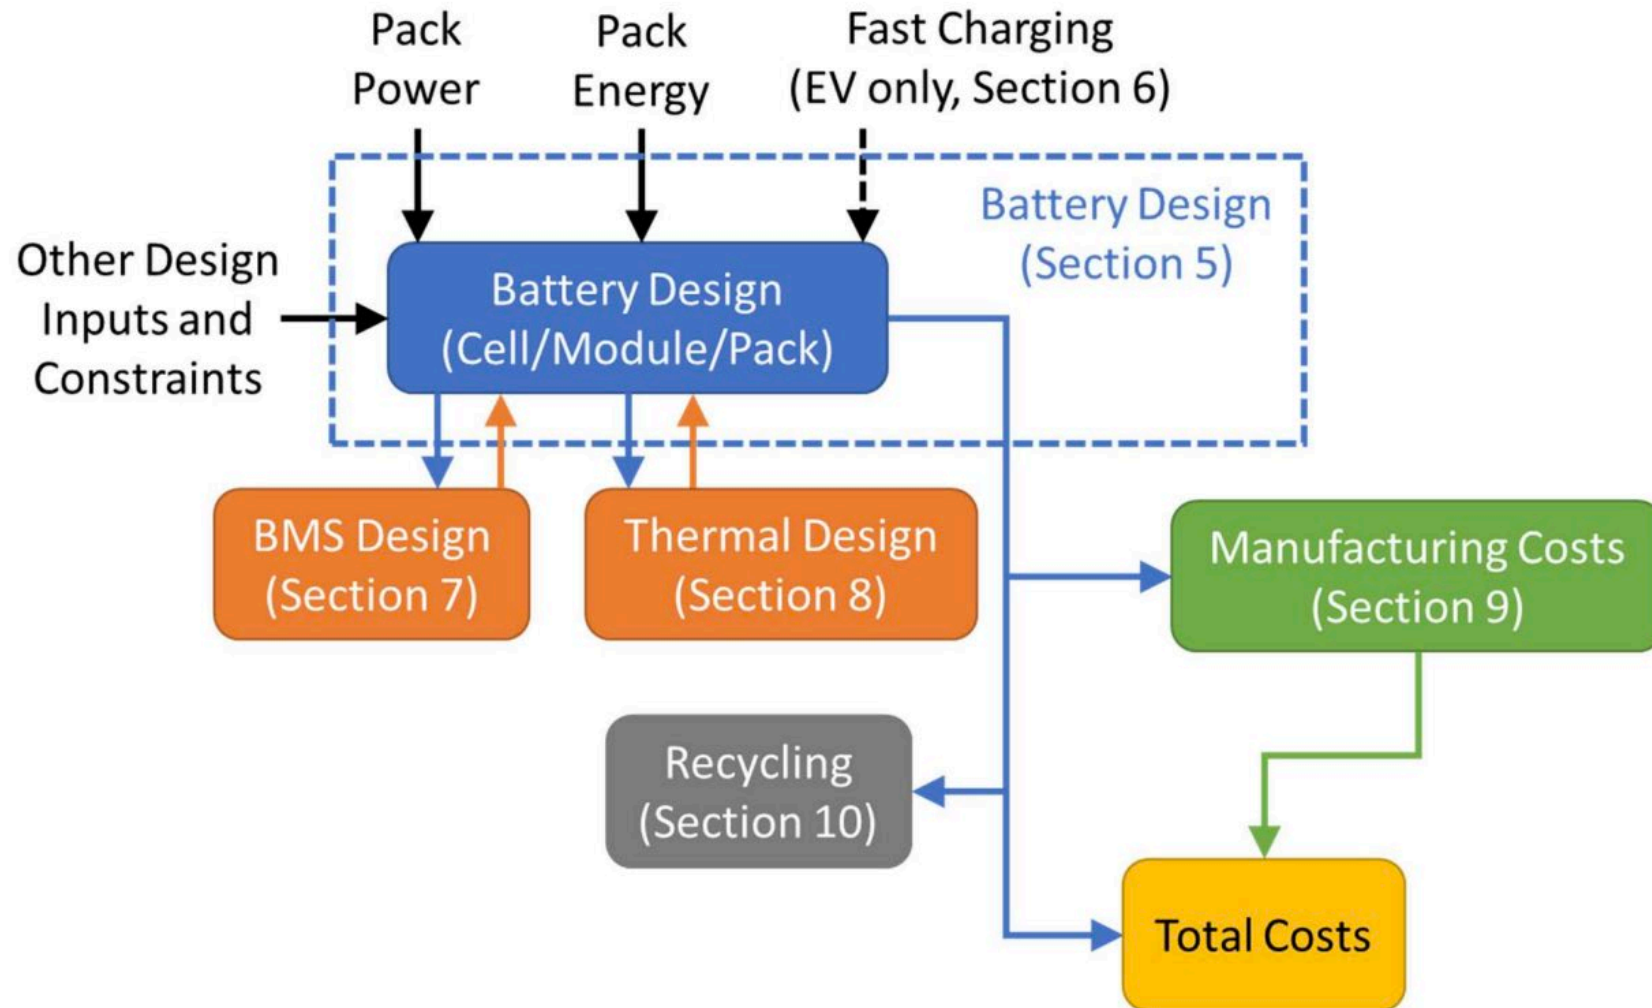 Pack
Power
Pack
Energy
Fast Charging
(EV only, Section 6)
Battery Design
(Section 5)
Other Design
Inputs and
Constraints
Battery Design
(Cell/Module/Pack)
BMS Design
(Section 7)
Thermal Design
(Section 8)
Manufacturing Costs
(Section 9)
Recycling
(Section 10)
Total Costs